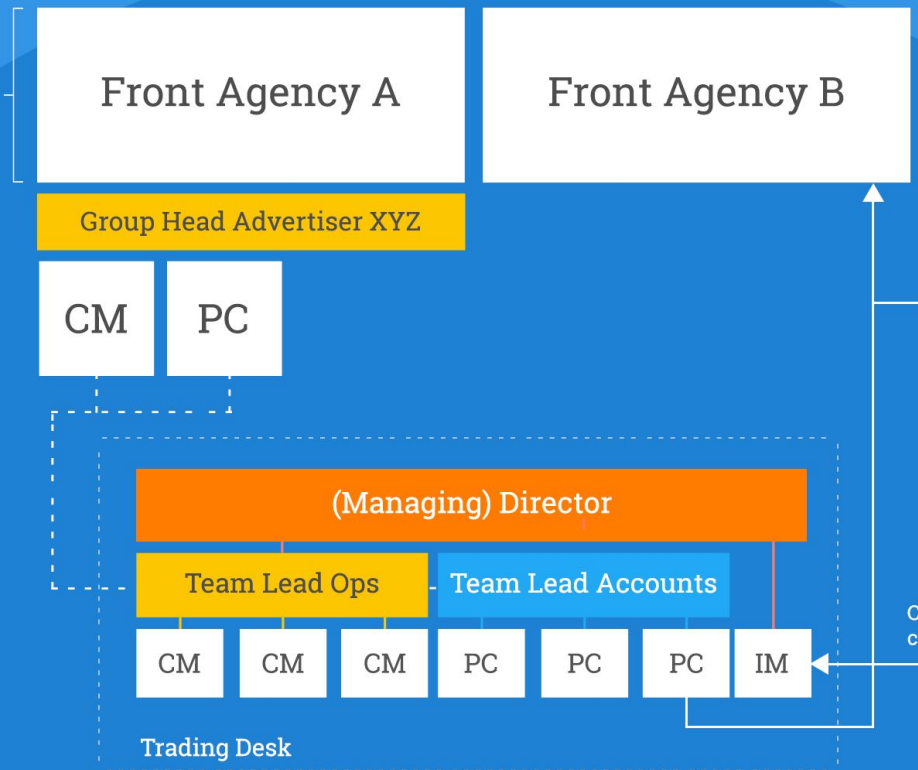 Front Agency A
Front Agency B
Group Head Advertiser XYZ
CM
PC
(Managing) Director
Team Lead Ops
Team Lead Accounts
CM
CM
CM
PC
PC
PC
IM
Trading Desk